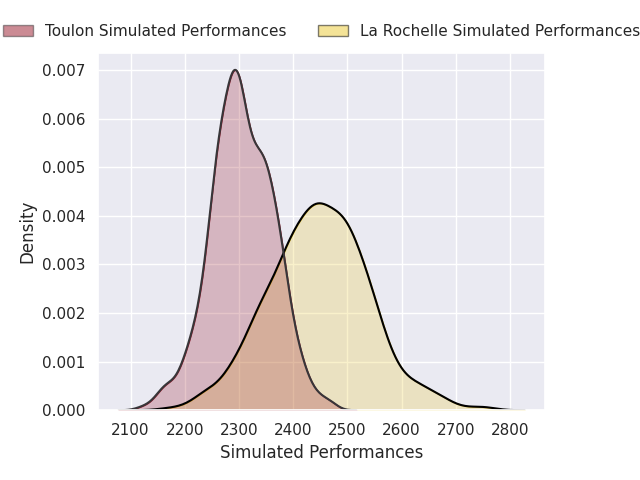 Toulon Simulated Performances La Rochelle Simulated Performances
0.007
0.006
0.005
0.004
0.003
0.002
0.001
0.000
Density
2100 2200 2300 2400 2500 2600 2700 2800
Simulated Performances